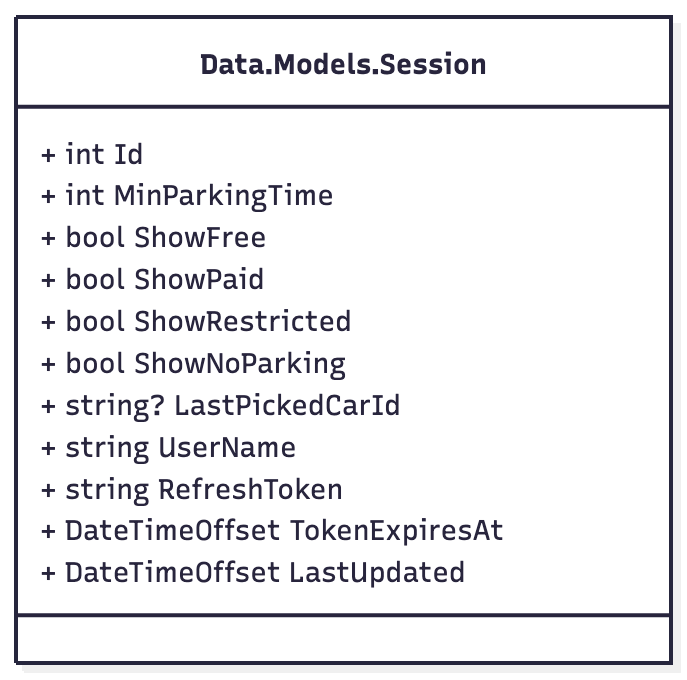 Data.Models.Session
+ int Id
+ int MinParkingTime
+ bool ShowFree
+ bool ShowPaid
+ bool ShowRestricted
+ bool ShowNoParking
+ string? LastPickedCarId
+ string UserName
+ string RefreshToken
+ DateTimeOffset TokenExpiresAt
+ DateTimeOffset LastUpdated